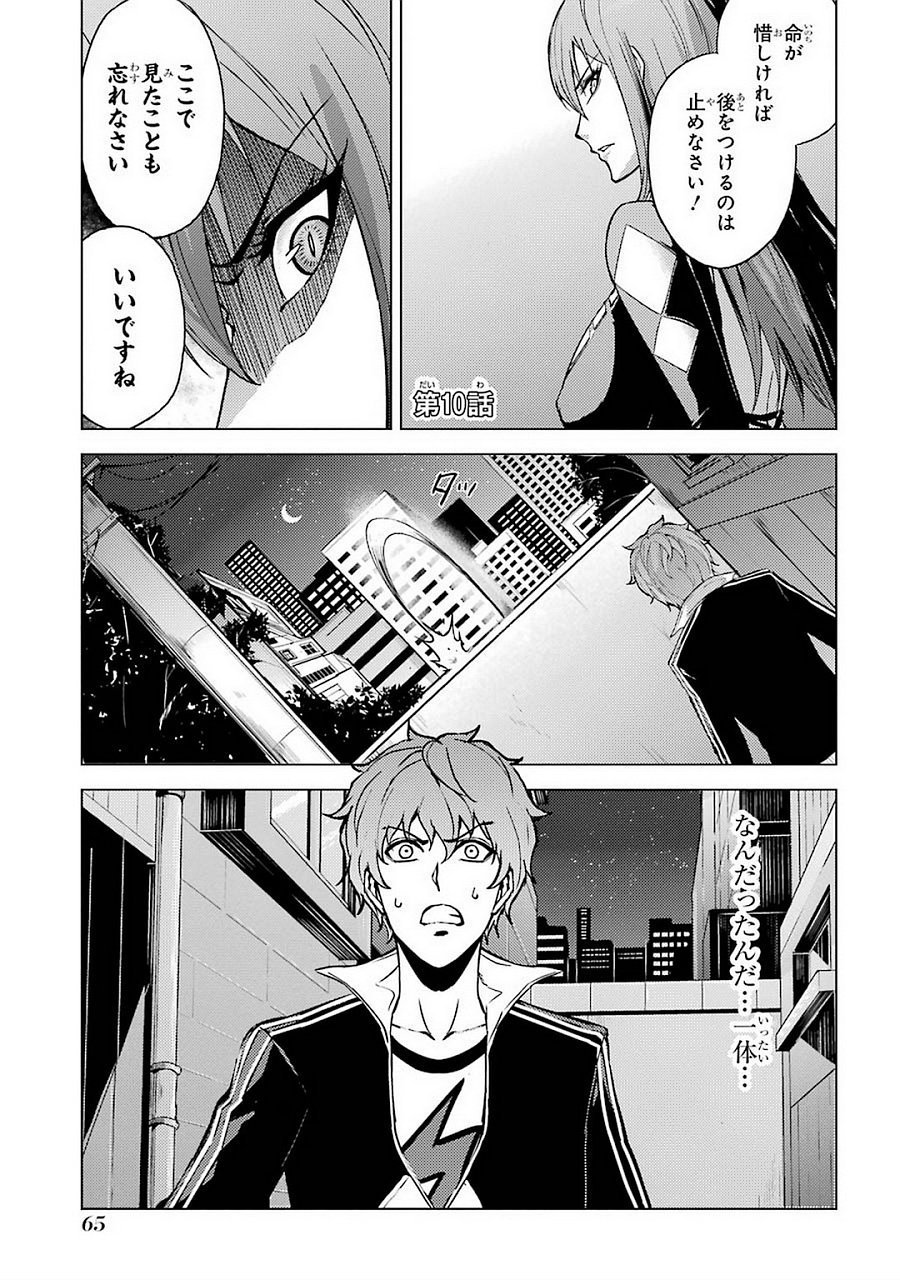 命が
惜しければ
後をつけるのは
止めなさい!
第10話
ここで
見たことも
忘れなさい
いいですね
タッ
なんだったんだ…一体…
65